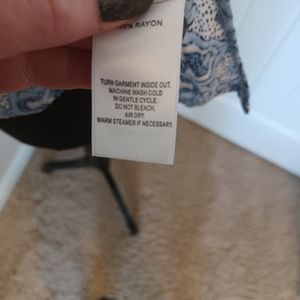 100% RAYON
TURN GARMENT INSIDE OUT.
MACHINE WASH COLD
IN GENTLE CYCLE.
DO NOT BLEACH.
AIR DRY.
WARM STEAMER IF NECESSARY.